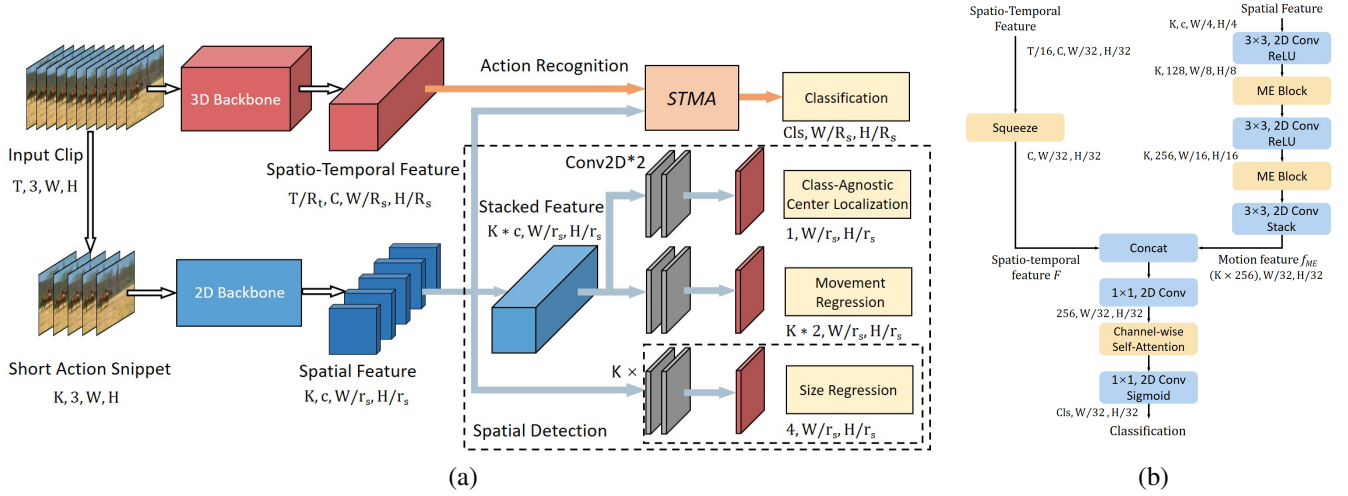 Input Clip
T, 3, W, H
3D Backbone
Spatio-Temporal Feature
T/Rt, C, W/Rs, H/Rs
Action Recognition
STMA
Classification
Cls, W/Rs, H/Rs
Short Action Snippet
K, 3, W, H
2D Backbone
Spatial Feature
K, c, W/rs, H/rs
Stacked Feature
K * c, W/rs, H/rs
Conv2D*2
Class-Agnostic
Center Localization
1, W/rs, H/rs
Movement
Regression
K * 2, W/rs, H/rs
K ×
Size Regression
4, W/rs, H/rs
Spatial Detection
(a)
Spatio-Temporal
Feature
T/16, C, W/32, H/32
Squeeze
C, W/32, H/32
Spatial Feature
K, c, W/4, H/4
3×3, 2D Conv
ReLU
K, 128, W/8, H/8
ME Block
3×3, 2D Conv
ReLU
K, 256, W/16, H/16
ME Block
3×3, 2D Conv
Stack
Concat
Spatio-temporal
feature F
Motion feature fME
(K × 256), W/32, H/32
1×1, 2D Conv
256, W/32, H/32
Channel-wise
Self-Attention
1×1, 2D Conv
Sigmoid
Cls, W/32, H/32
Classification
(b)